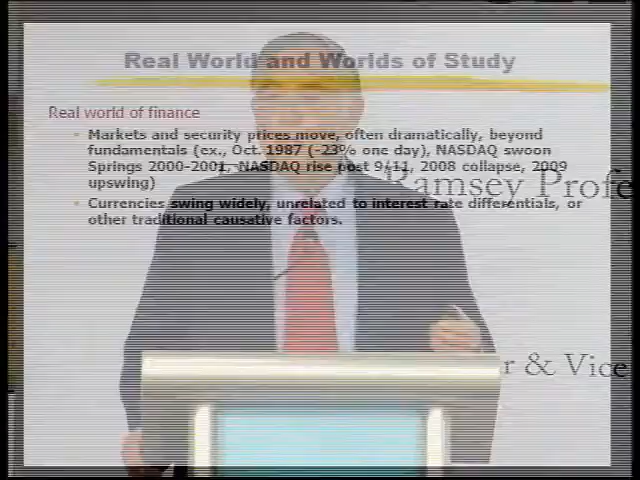 Real World and Worlds of Study
Real world of finance
Markets and security prices move, often dramatically, beyond
fundamentals (ex., Oct. 1987 (-23% one day), NASDAQ swoon
Springs 2000-2001, NASDAQ rise post 9/11, 2008 collapse, 2009
upswing)
Ramsey Profe
Currencies swing widely, unrelated to interest rate differentials, or
other traditional causative factors.
r & Vice